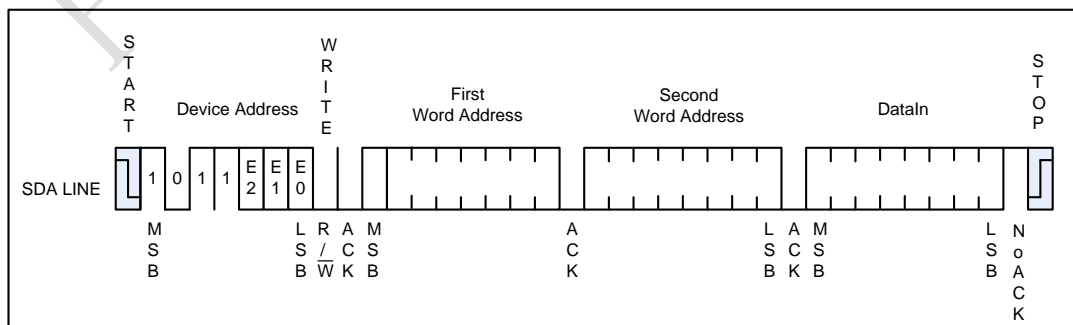 START
WRITE
STOP
Device Address
First
Word Address
Second
Word Address
DataIn
SDA LINE
1 0 1 1 E2 E1 E0
MSB
LSB
R/W
ACK
MSB
ACK
LSB
ACK
MSB
LSB
NoACK